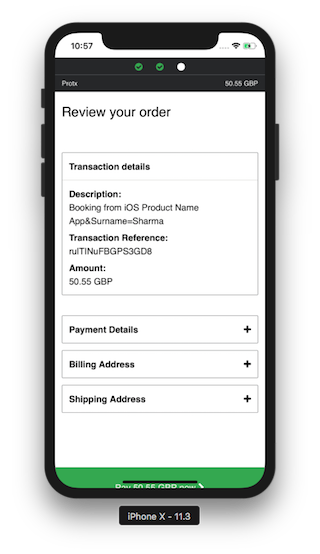 10:57
Protx 50.55 GBP
Review your order
Transaction details
Description:
Booking from iOS Product Name
App&Surname=Sharma
Transaction Reference:
rulTINuFBGPS3GD8
Amount:
50.55 GBP
Payment Details
Billing Address
Shipping Address
Pay 50.55 GBP now
iPhone X - 11.3